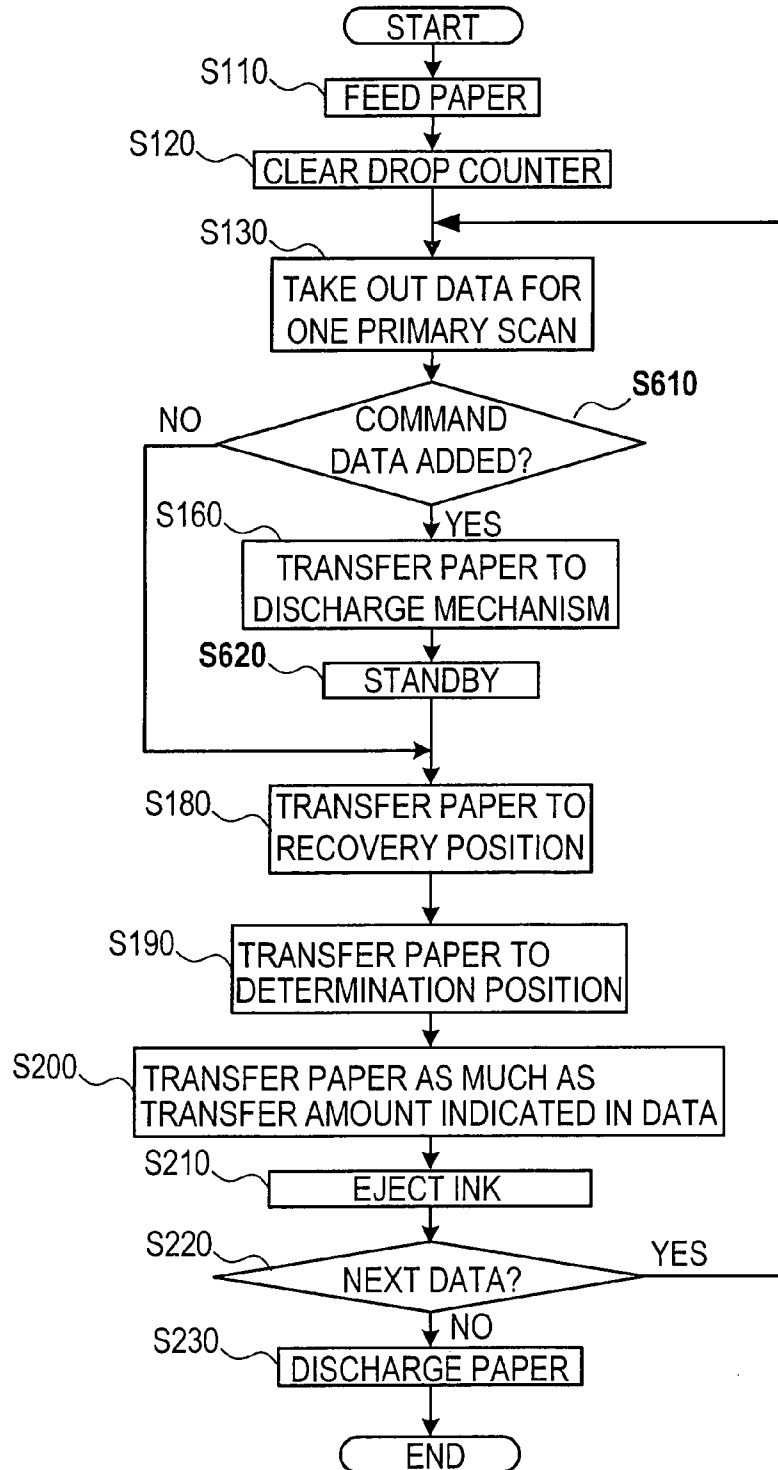 START
S110
FEED PAPER
S120
CLEAR DROP COUNTER
S130
TAKE OUT DATA FOR
ONE PRIMARY SCAN
S610
NO
COMMAND
DATA ADDED?
S160
YES
TRANSFER PAPER TO
DISCHARGE MECHANISM
S620
STANDBY
S180
TRANSFER PAPER TO
RECOVERY POSITION
S190
TRANSFER PAPER TO
DETERMINATION POSITION
S200
TRANSFER PAPER AS MUCH AS
TRANSFER AMOUNT INDICATED IN DATA
S210
EJECT INK
S220
YES
NEXT DATA?
NO
S230
DISCHARGE PAPER
END